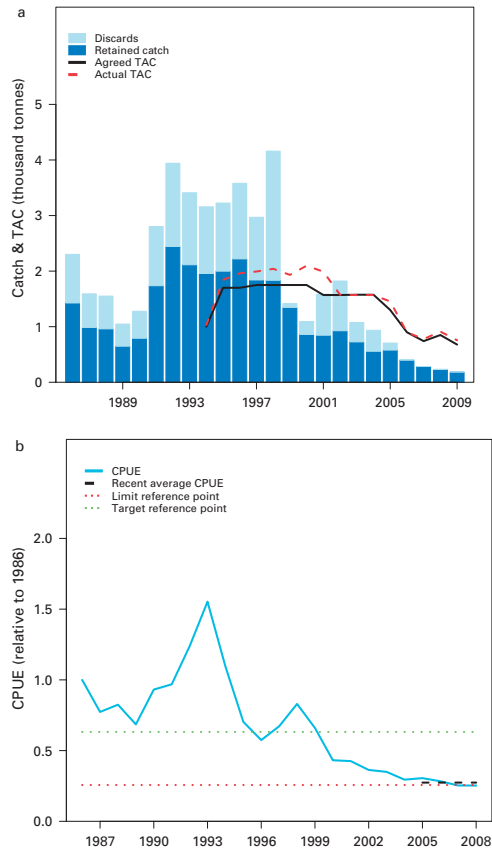 a
Discards
Retained catch
Agreed TAC
Actual TAC
Catch & TAC (thousand tonnes)
5
4
3
2
1
0
1989 1993 1997 2001 2005 2009
b
CPUE
Recent average CPUE
Limit reference point
Target reference point
CPUE (relative to 1986)
2.0
1.5
1.0
0.5
0.0
1987 1990 1993 1996 1999 2002 2005 2008